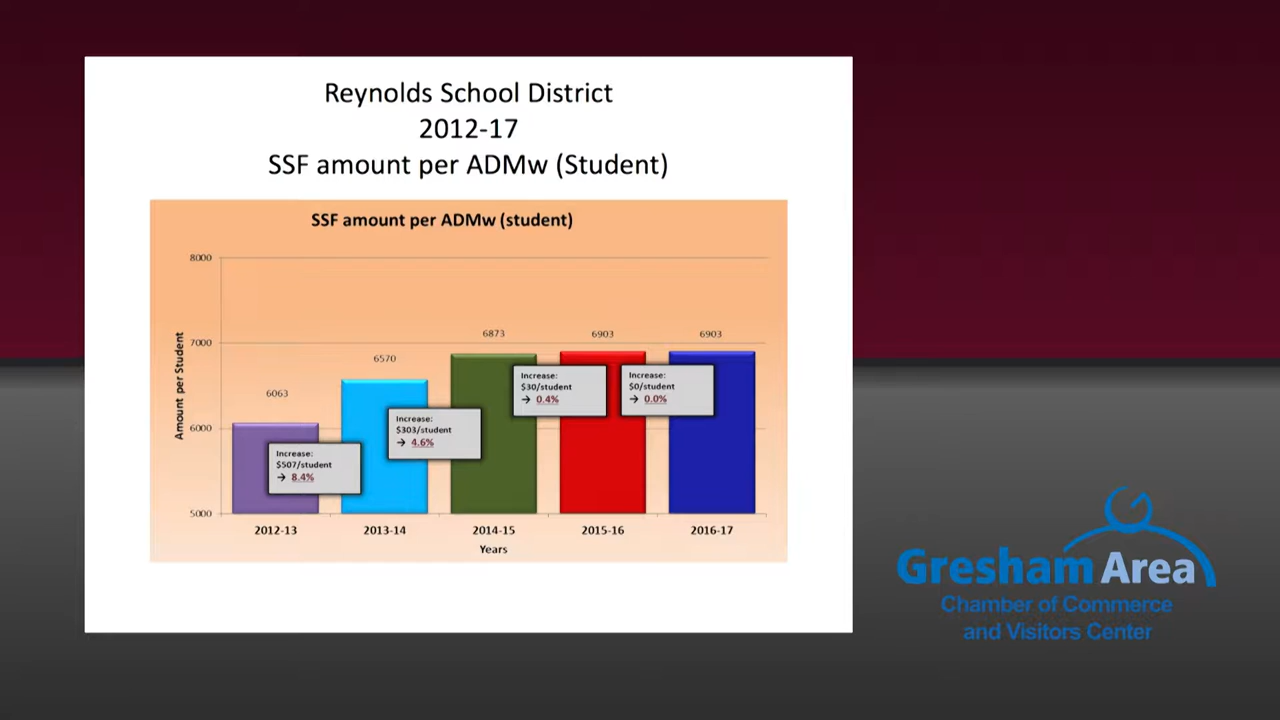 Reynolds School District
2012-17
SSF amount per ADMw (Student)
SSF amount per ADMw (student)
8000
7000
6000
5000
Amount per Student
6063
6570
6873
6903
6903
Increase:
$507/student
→ 8.4%
Increase:
$303/student
→ 4.6%
Increase:
$30/student
→ 0.4%
Increase:
$0/student
→ 0.0%
2012-13
2013-14
2014-15
2015-16
2016-17
Years
Gresham Area
Chamber of Commerce
and Visitors Center